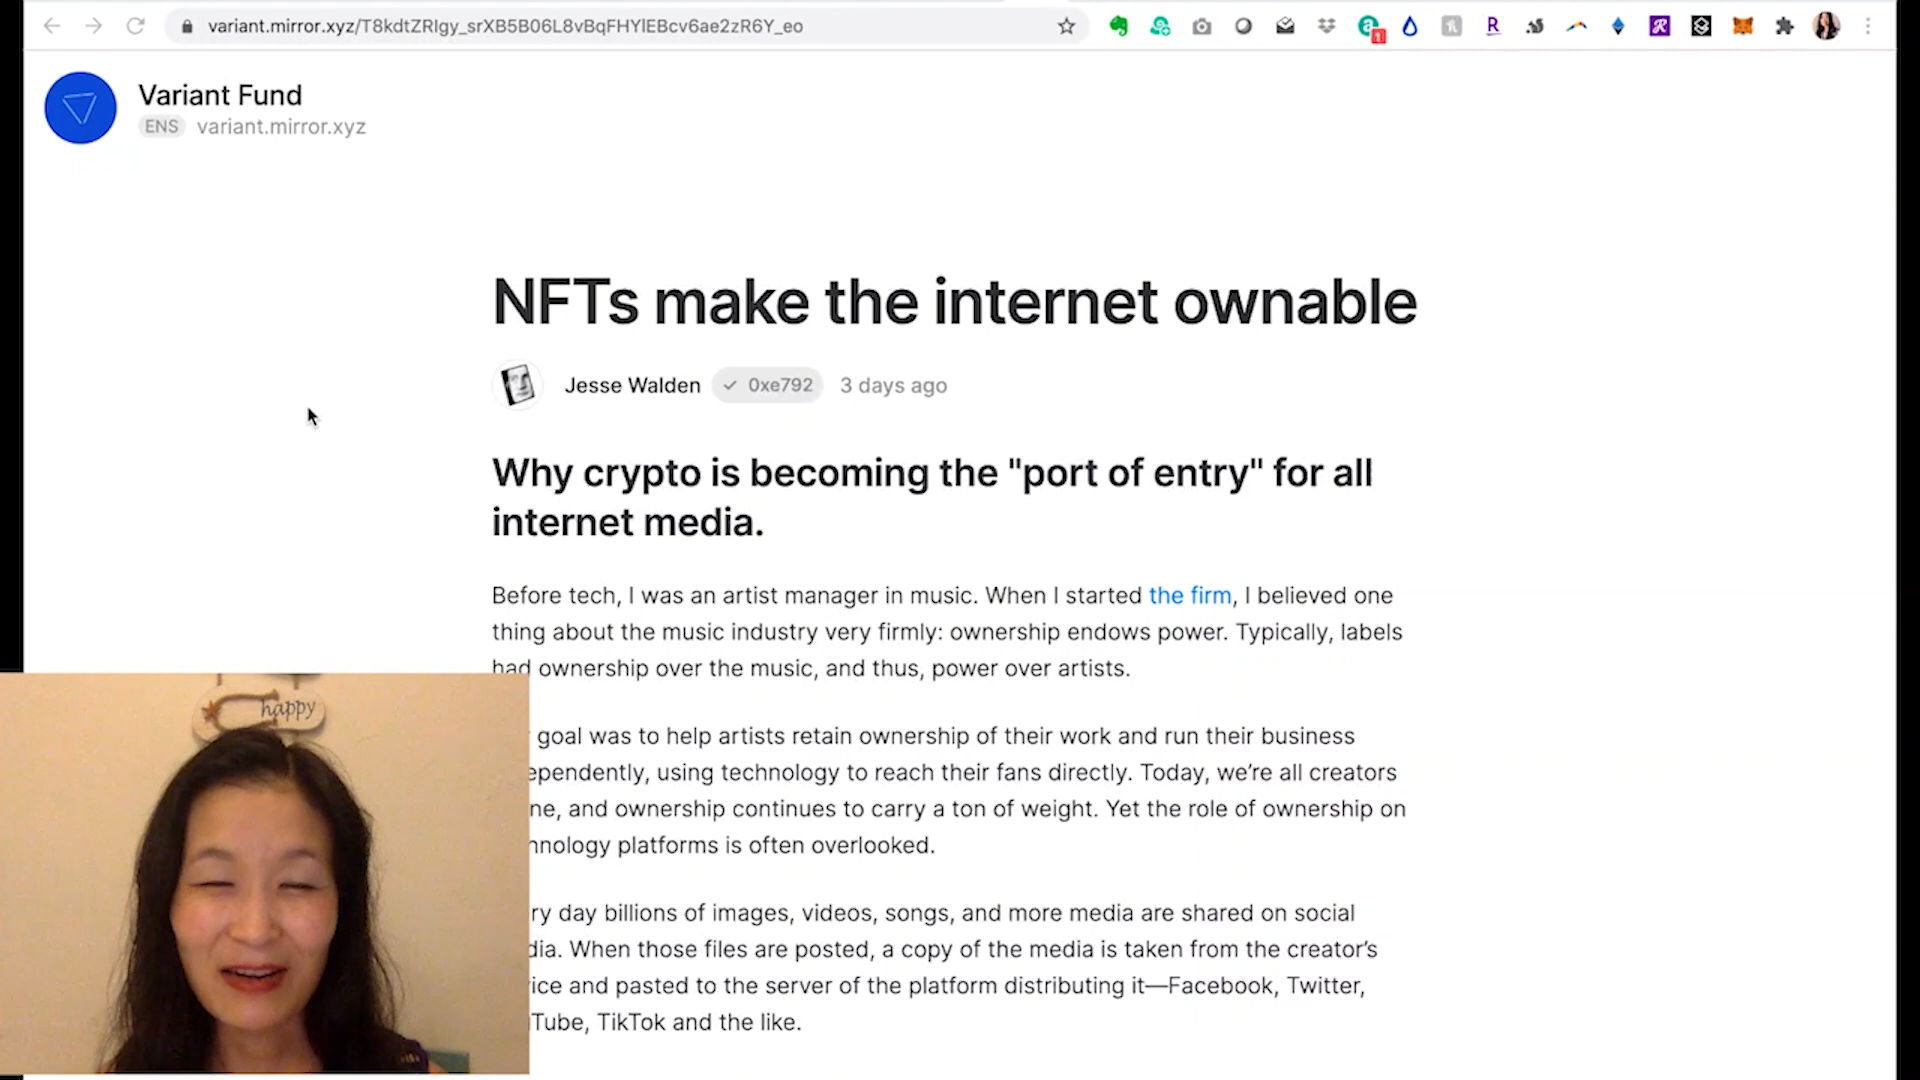 variant.mirror.xyz/T8kdtZRIgy_srXB5B06L8vBqFHYlEBcv6ae2zR6Y_eo
1
Variant Fund
ENS variant.mirror.xyz
NFTs make the internet ownable
Jesse Walden 0xe792 3 days ago
Why crypto is becoming the "port of entry" for all
internet media.
Before tech, I was an artist manager in music. When I started the firm, I believed one
thing about the music industry very firmly: ownership endows power. Typically, labels
had ownership over the music, and thus, power over artists.
goal was to help artists retain ownership of their work and run their business
ependently, using technology to reach their fans directly. Today, we’re all creators
ne, and ownership continues to carry a ton of weight. Yet the role of ownership on
hnology platforms is often overlooked.
ry day billions of images, videos, songs, and more media are shared on social
dia. When those files are posted, a copy of the media is taken from the creator’s
ice and pasted to the server of the platform distributing it—Facebook, Twitter,
Tube, TikTok and the like.
happy